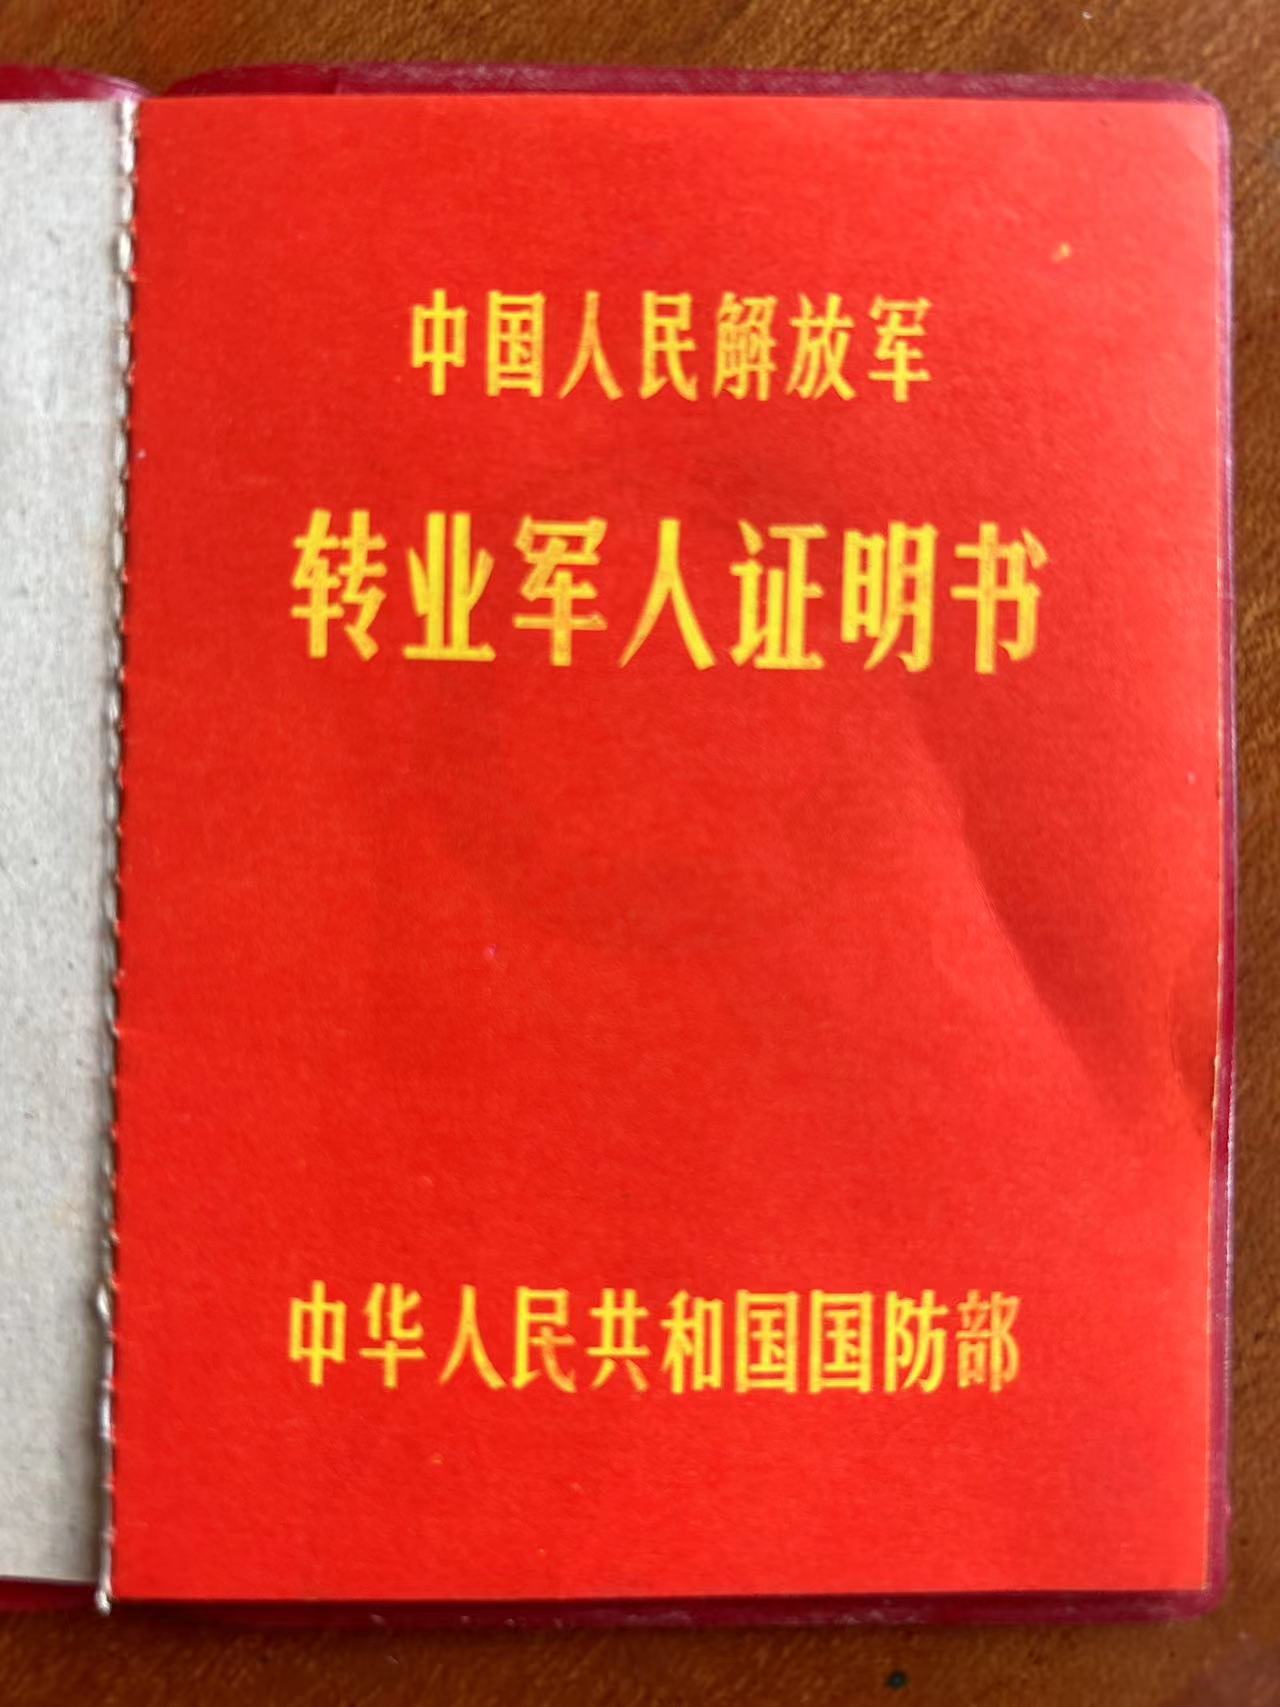 中国人民解放军
转业军人证明书
中华人民共和国国防部